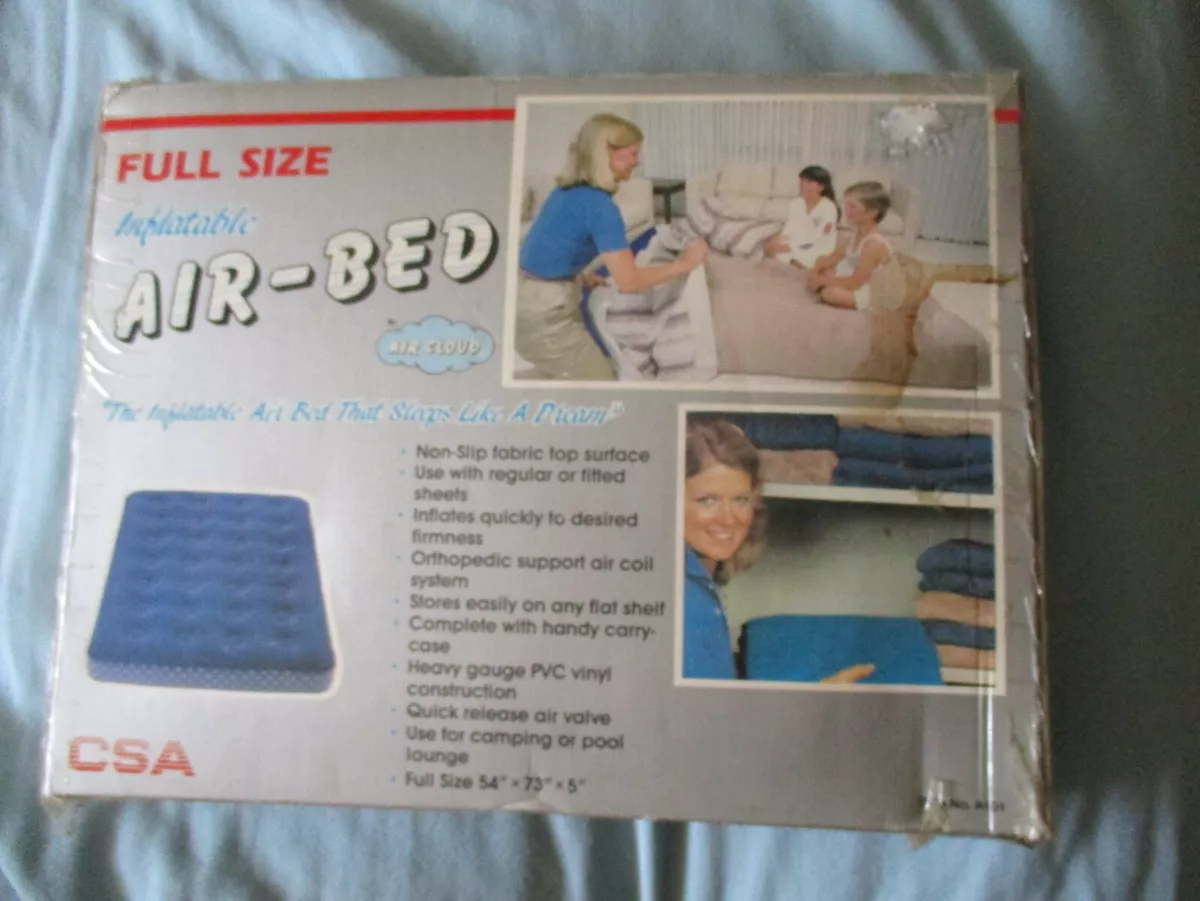 FULL SIZE
Inflatable
AIR-BED
AIR CLOUD
"The Inflatable Air Bed That Sleeps Like A Dream"
· Non-Slip fabric top surface
· Use with regular or fitted
sheets
· Inflates quickly to desired
firmness
· Orthopedic support air coil
system
· Stores easily on any flat shelf
· Complete with handy carry-
case
· Heavy gauge PVC vinyl
construction
· Quick release air valve
· Use for camping or pool
lounge
· Full Size 54" × 73" × 5"
CSA
No.